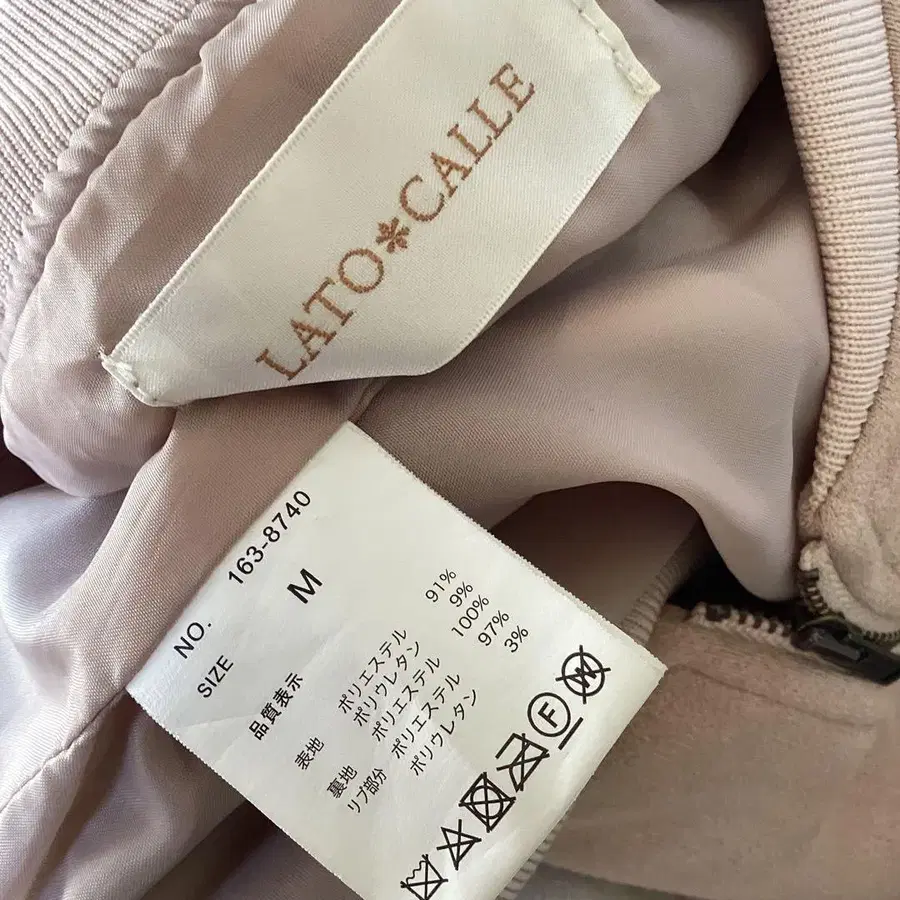 LATO*CALLE
NO. 163-8740
SIZE M
品質表示
表地 ポリエステル 91%
ポリウレタン 9%
裏地 ポリエステル 100%
リブ部分 ポリエステル 97%
ポリウレタン 3%
F W